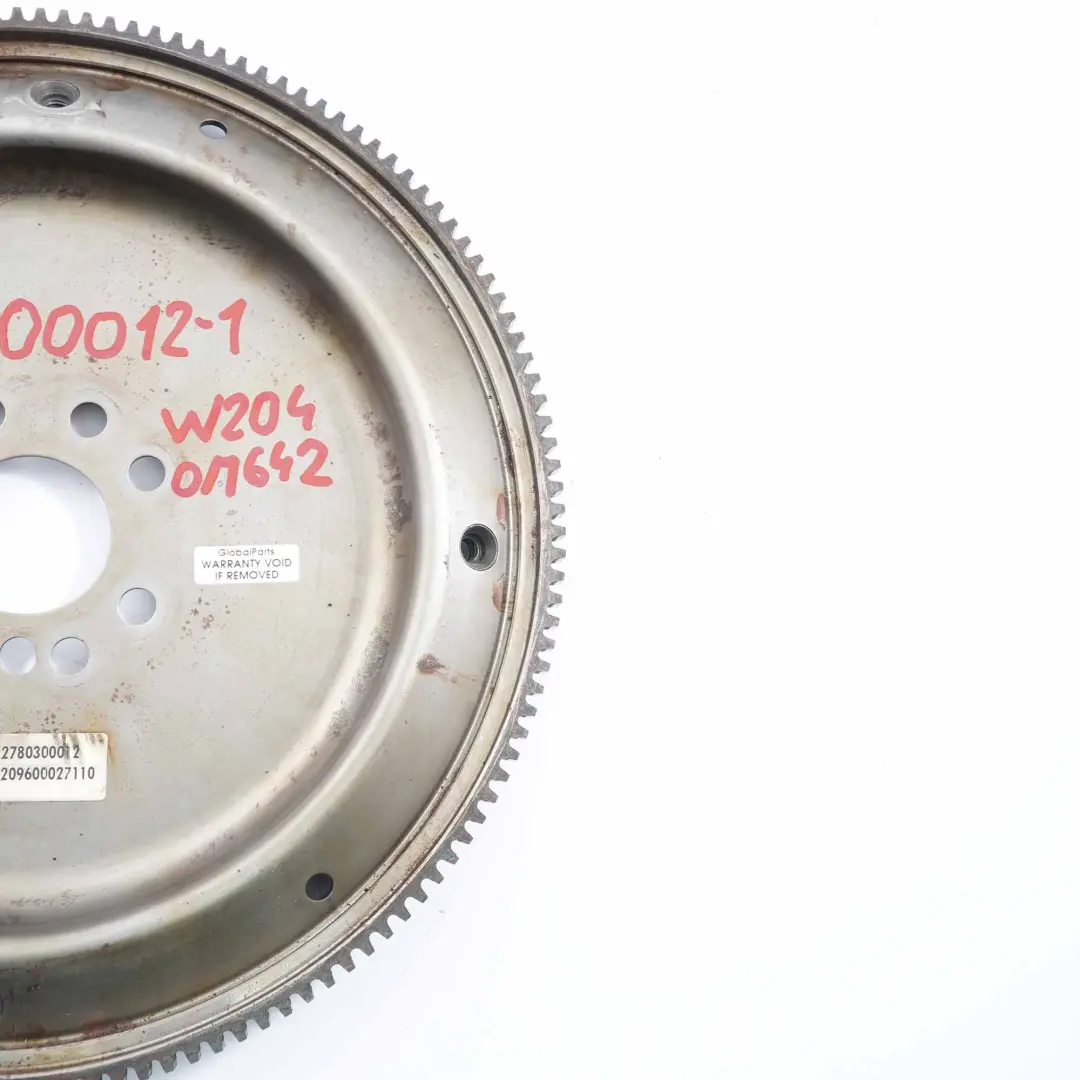 00012-1
W204
OM642
GlobalParts
WARRANTY VOID
IF REMOVED
2780300012
209600027110